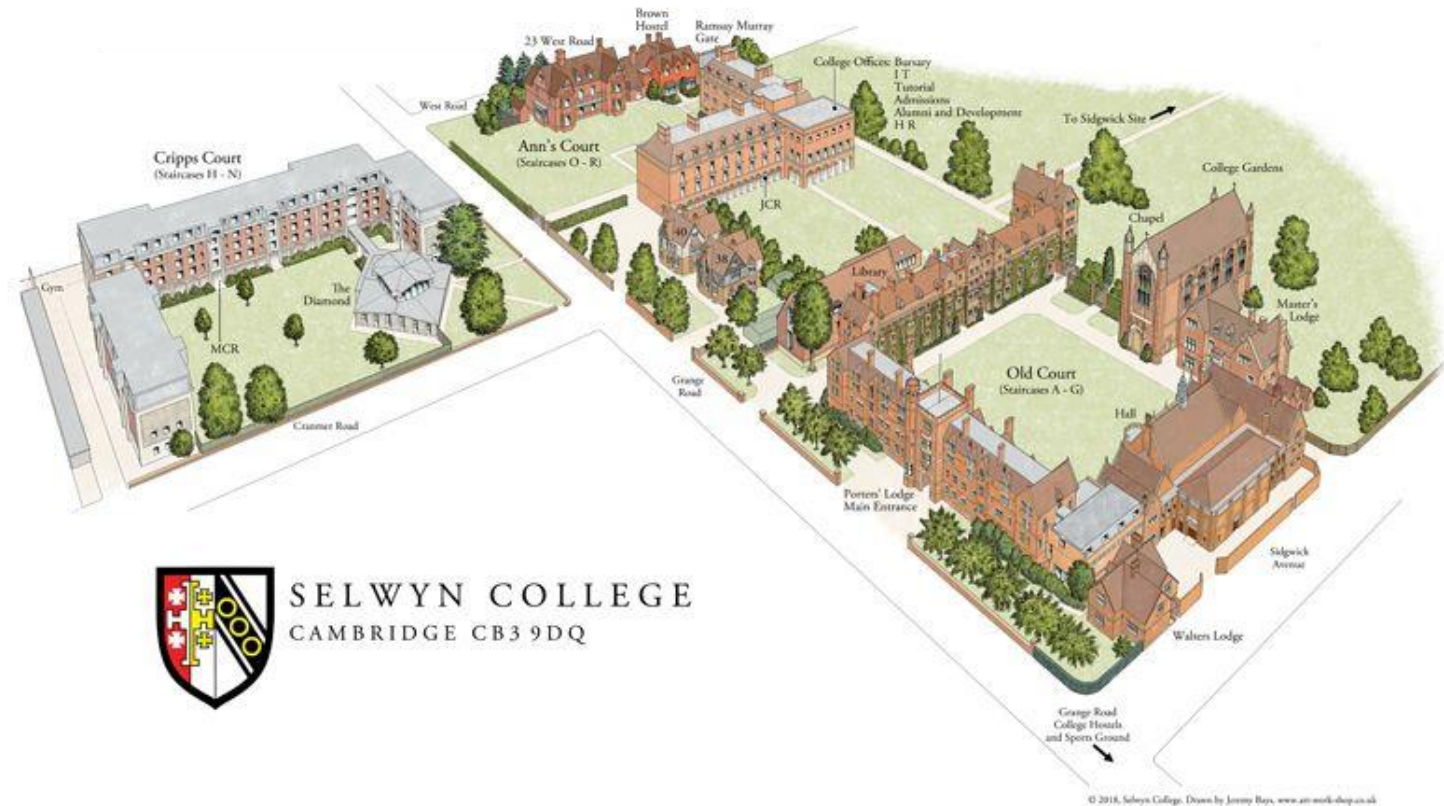 Brown
Hostel
Ramsay Murray
Gate
23 West Road
College Offices: Bursary
I T
Tutorial
Admissions
Alumni and Development
H R
West Road
To Sidgwick Site
Ann's Court
(Staircases O - R)
Cripps Court
(Staircases H - N)
College Gardens
JCR
Chapel
40
38
Library
Gym
The
Diamond
Master's
Lodge
MCR
Old Court
(Staircases A - G)
Grange
Road
Hall
Cranmer Road
Porters' Lodge
Main Entrance
Sidgwick
Avenue
SELWYN COLLEGE
CAMBRIDGE CB3 9DQ
Walters Lodge
Grange Road
College Hostels
and Sports Ground
© 2018, Selwyn College. Drawn by Jeremy Bays, www.art-work-shop.co.uk